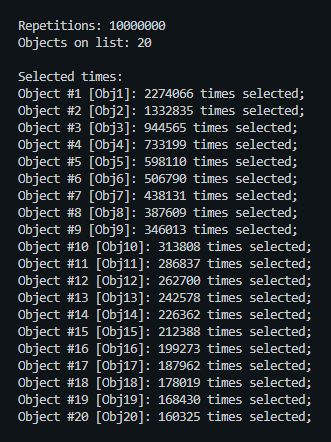 Repetitions: 10000000
Objects on list: 20
Selected times:
Object #1 [Obj1]: 2274066 times selected;
Object #2 [Obj2]: 1332835 times selected;
Object #3 [Obj3]: 944565 times selected;
Object #4 [Obj4]: 733199 times selected;
Object #5 [Obj5]: 598110 times selected;
Object #6 [Obj6]: 506790 times selected;
Object #7 [Obj7]: 438131 times selected;
Object #8 [Obj8]: 387609 times selected;
Object #9 [Obj9]: 346013 times selected;
Object #10 [Obj10]: 313808 times selected;
Object #11 [Obj11]: 286837 times selected;
Object #12 [Obj12]: 262700 times selected;
Object #13 [Obj13]: 242578 times selected;
Object #14 [Obj14]: 226362 times selected;
Object #15 [Obj15]: 212388 times selected;
Object #16 [Obj16]: 199273 times selected;
Object #17 [Obj17]: 187962 times selected;
Object #18 [Obj18]: 178019 times selected;
Object #19 [Obj19]: 168430 times selected;
Object #20 [Obj20]: 160325 times selected;